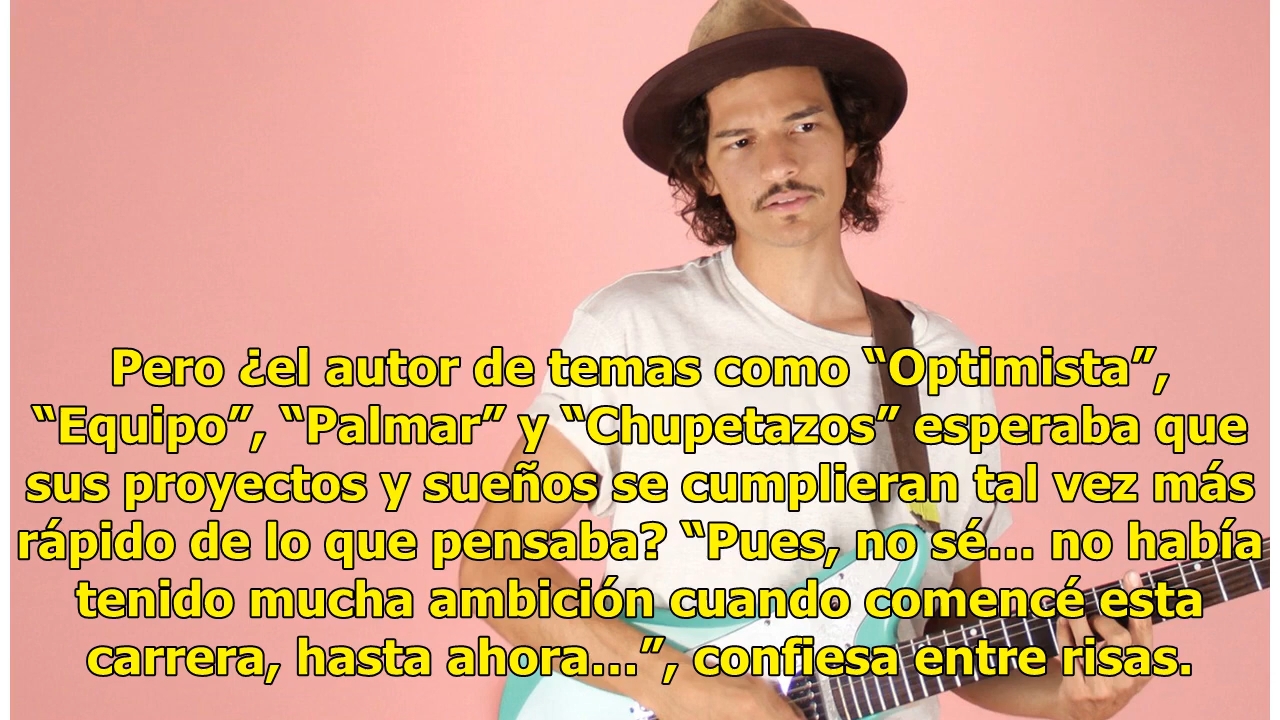 Pero ¿el autor de temas como “Optimista”,
“Equipo”, “Palmar” y “Chupetazos” esperaba que
sus proyectos y sueños se cumplieran tal vez más
rápido de lo que pensaba? “Pues, no sé... no había
tenido mucha ambición cuando comencé esta
carrera, hasta ahora...”, confiesa entre risas.